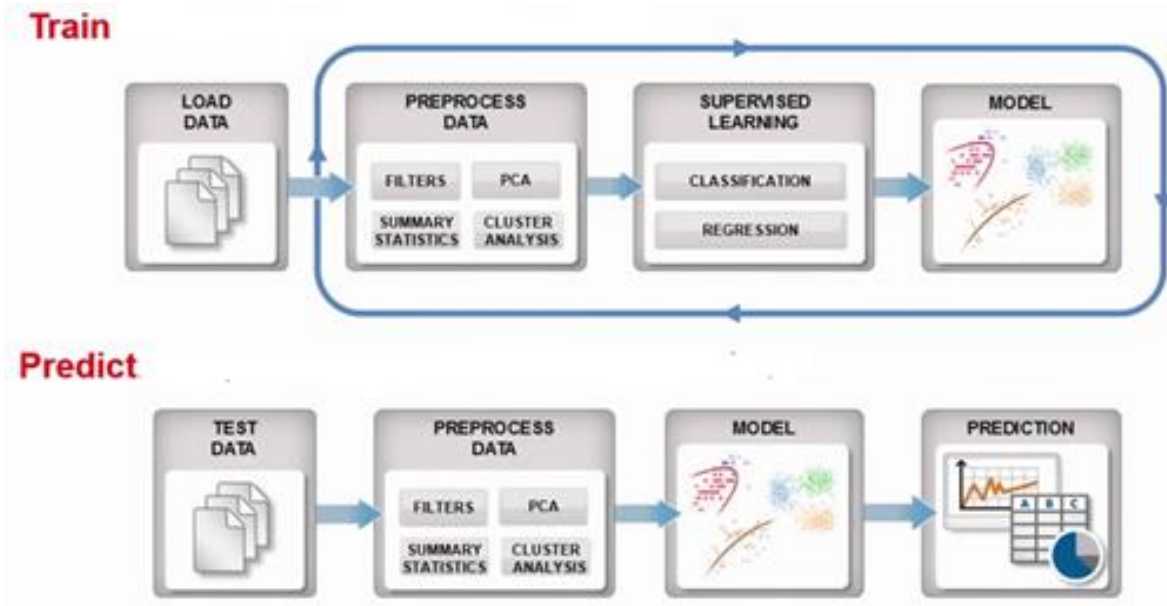 Train
LOAD
DATA
PREPROCESS
DATA
FILTERS
PCA
SUMMARY
STATISTICS
CLUSTER
ANALYSIS
SUPERVISED
LEARNING
CLASSIFICATION
REGRESSION
MODEL
Predict
TEST
DATA
PREPROCESS
DATA
FILTERS
PCA
SUMMARY
STATISTICS
CLUSTER
ANALYSIS
MODEL
PREDICTION
A B C